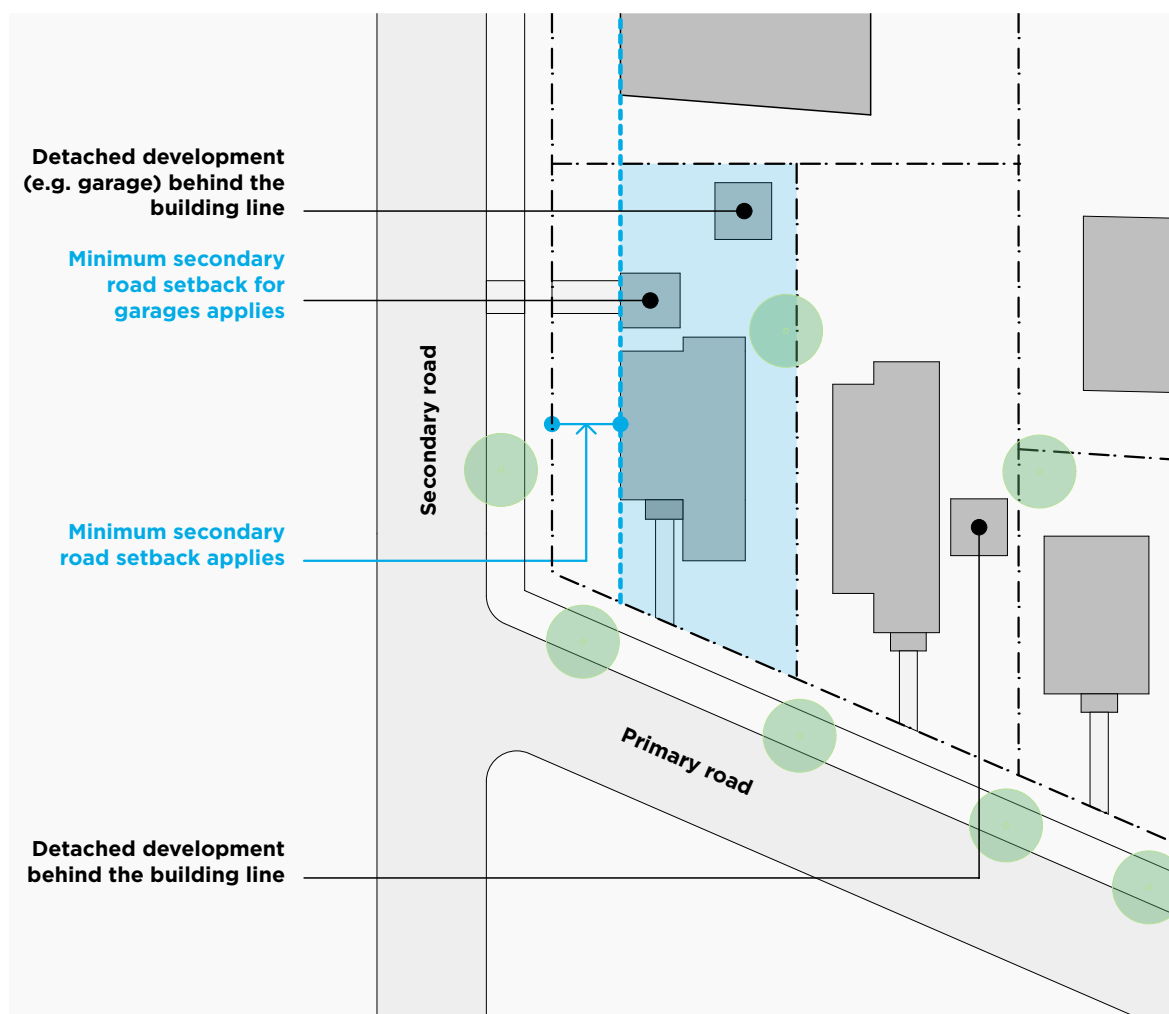 Detached development
(e.g. garage) behind the
building line
Minimum secondary
road setback for
garages applies
Secondary road
Minimum secondary
road setback applies
Primary road
Detached development
behind the building line